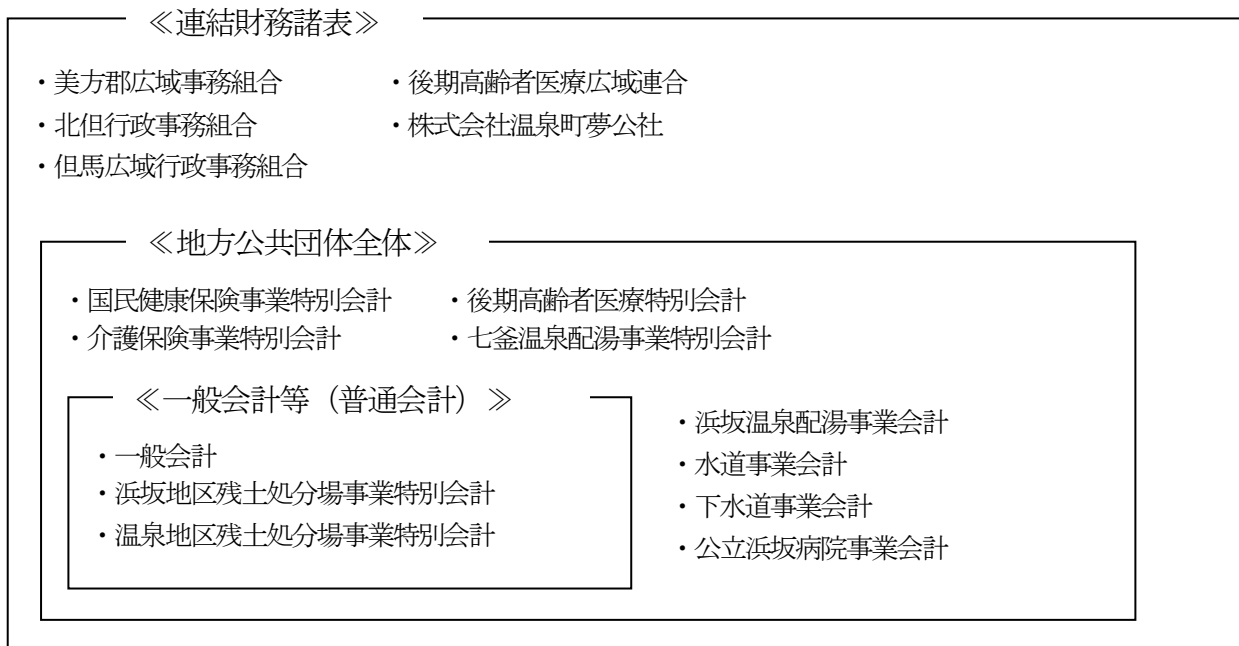 ≪連結財務諸表≫
・美方郡広域事務組合
・後期高齢者医療広域連合
・北但行政事務組合
・株式会社温泉町夢公社
・但馬広域行政事務組合
≪地方公共団体全体≫
・国民健康保険事業特別会計
・後期高齢者医療特別会計
・介護保険事業特別会計
・七釜温泉配湯事業特別会計
≪一般会計等（普通会計）≫
・一般会計
・浜坂地区残土処分場事業特別会計
・温泉地区残土処分場事業特別会計
・浜坂温泉配湯事業会計
・水道事業会計
・下水道事業会計
・公立浜坂病院事業会計